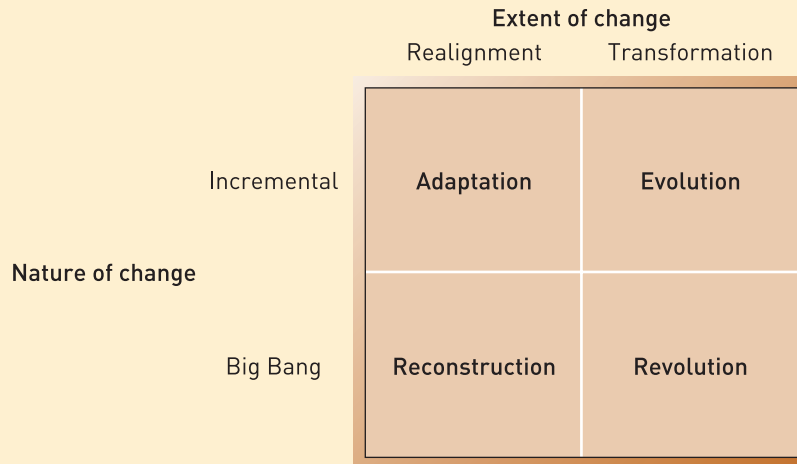 Extent of change
Realignment Transformation
Incremental Adaptation Evolution
Nature of change
Big Bang Reconstruction Revolution